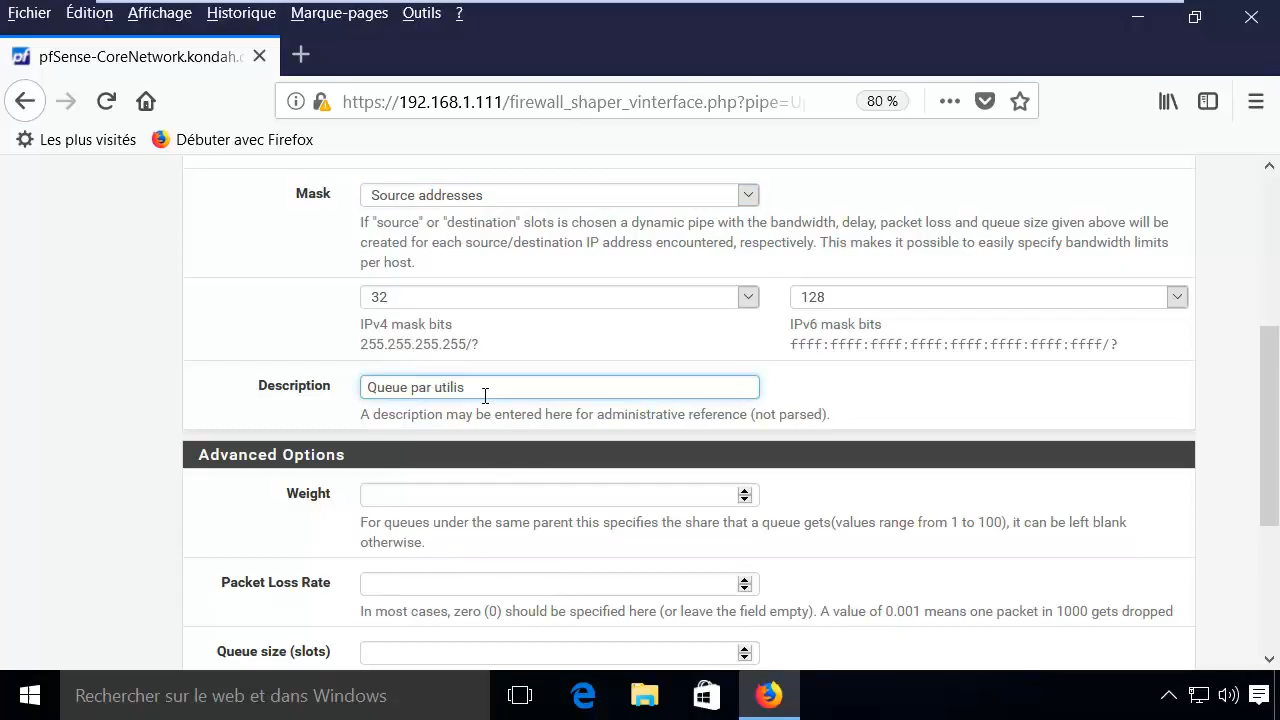 Fichier Édition Affichage Historique Marque-pages Outils ?
pfSense-CoreNetwork.kondah.
https://192.168.1.111/firewall_shaper_vinterface.php?pipe=U
80 %
Les plus visités Débuter avec Firefox
Mask
Source addresses
If "source" or "destination" slots is chosen a dynamic pipe with the bandwidth, delay, packet loss and queue size given above will be
created for each source/destination IP address encountered, respectively. This makes it possible to easily specify bandwidth limits
per host.
32 128
IPv4 mask bits IPv6 mask bits
255.255.255.255/? ffff:ffff:ffff:ffff:ffff:ffff:ffff:ffff/?
Description
Queue par utilis
A description may be entered here for administrative reference (not parsed).
Advanced Options
Weight
For queues under the same parent this specifies the share that a queue gets(values range from 1 to 100), it can be left blank
otherwise.
Packet Loss Rate
In most cases, zero (0) should be specified here (or leave the field empty). A value of 0.001 means one packet in 1000 gets dropped
Queue size (slots)
Rechercher sur le web et dans Windows